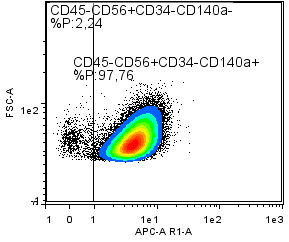 CD45-CD56+CD34-CD140a-
%P:2,24
CD45-CD56+CD34-CD140a+
%P:97,76
FSC-A
1e2
1 0 1 1e1 1e2 1e3
APC-A R1-A